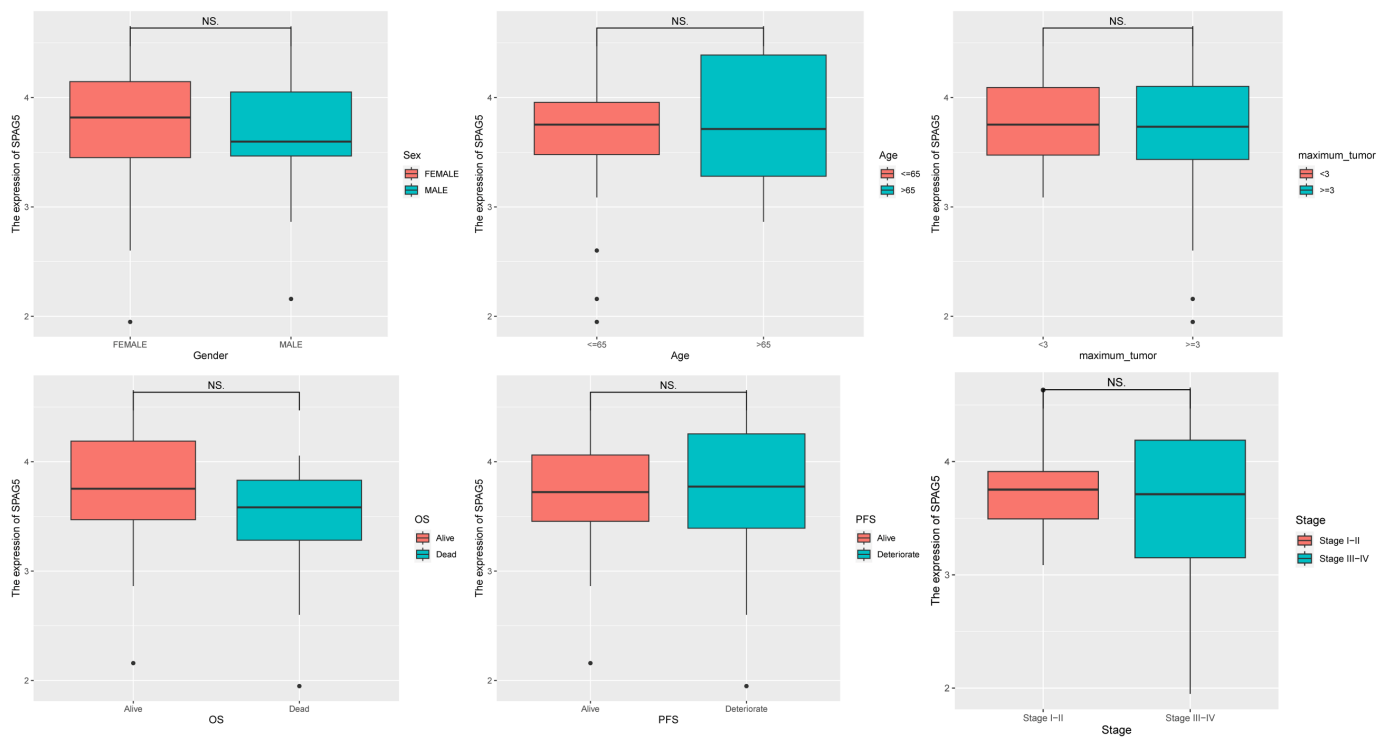 NS.
The expression of SPAG5
4
3
2
FEMALE
MALE
Gender
Sex
FEMALE
MALE
NS.
The expression of SPAG5
4
3
2
<=65
>65
Age
Age
<=65
>65
NS.
The expression of SPAG5
4
3
2
<3
>=3
maximum_tumor
maximum_tumor
<3
>=3
NS.
The expression of SPAG5
4
3
2
Alive
Dead
OS
OS
Alive
Dead
NS.
The expression of SPAG5
4
3
2
Alive
Deteriorate
PFS
PFS
Alive
Deteriorate
NS.
The expression of SPAG5
4
3
2
Stage I−II
Stage III−IV
Stage
Stage
Stage I−II
Stage III−IV